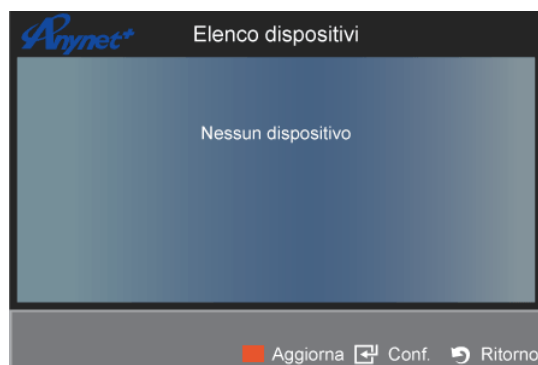 Anynet+ Elenco dispositivi
Nessun dispositivo
Aggiorna Conf. Ritorno